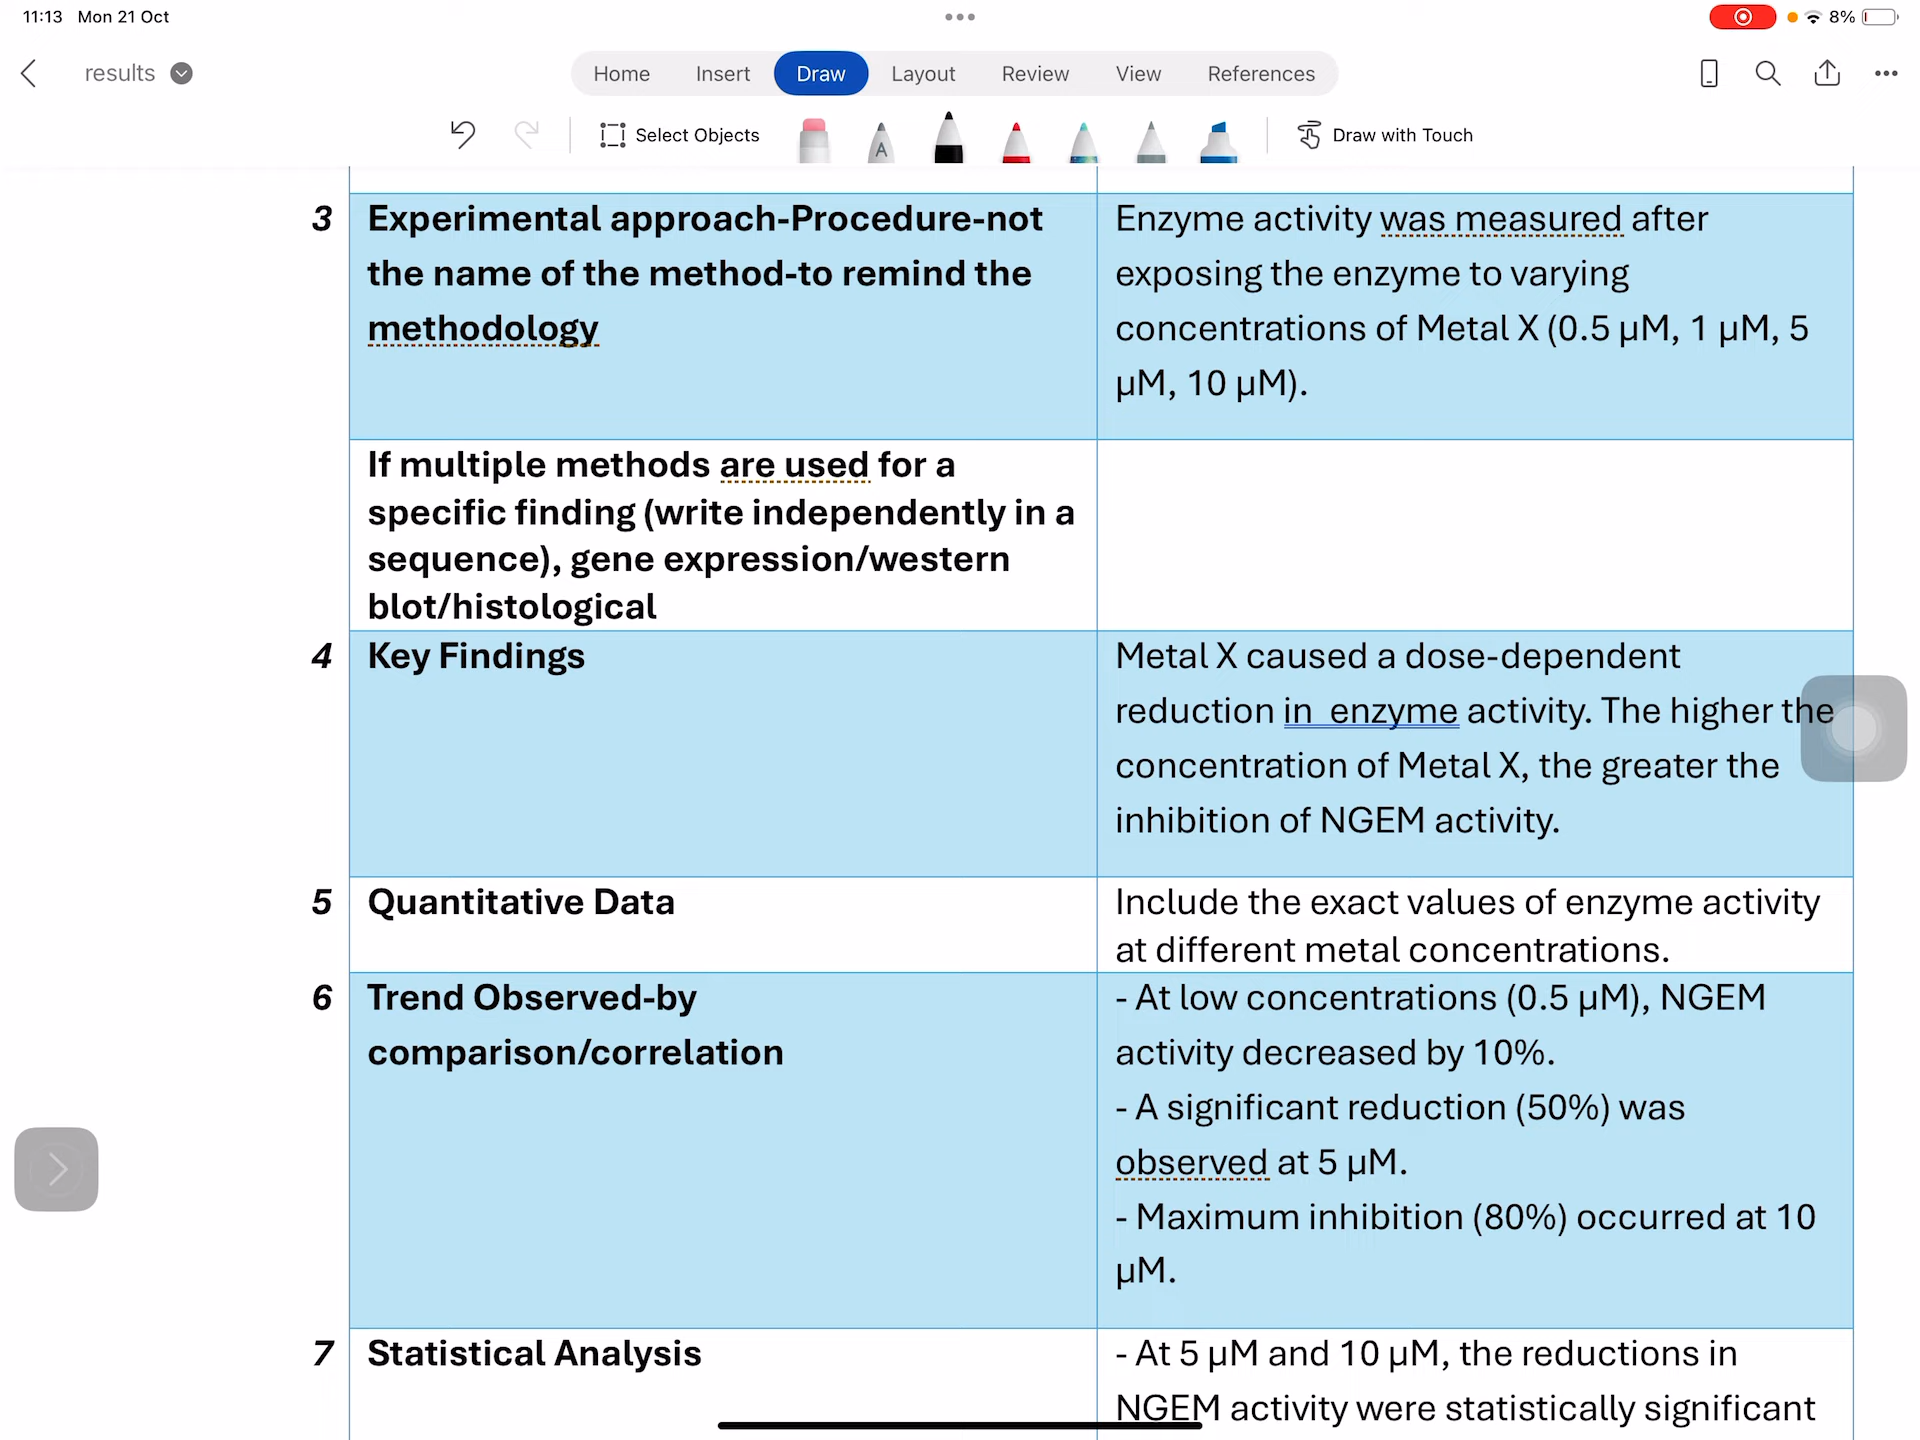 11:13 Mon 21 Oct
8%
results
Home Insert Draw Layout Review View References
Select Objects
A
Draw with Touch
3 Experimental approach-Procedure-not
the name of the method-to remind the
methodology
Enzyme activity was measured after
exposing the enzyme to varying
concentrations of Metal X (0.5 µM, 1 µM, 5
µM, 10 µM).
If multiple methods are used for a
specific finding (write independently in a
sequence), gene expression/western
blot/histological
4 Key Findings
Metal X caused a dose-dependent
reduction in  enzyme activity. The higher the
concentration of Metal X, the greater the
inhibition of NGEM activity.
5 Quantitative Data
Include the exact values of enzyme activity
at different metal concentrations.
6 Trend Observed-by
comparison/correlation
- At low concentrations (0.5 µM), NGEM
activity decreased by 10%.
- A significant reduction (50%) was
observed at 5 µM.
- Maximum inhibition (80%) occurred at 10
µM.
7 Statistical Analysis
- At 5 µM and 10 µM, the reductions in
NGEM activity were statistically significant